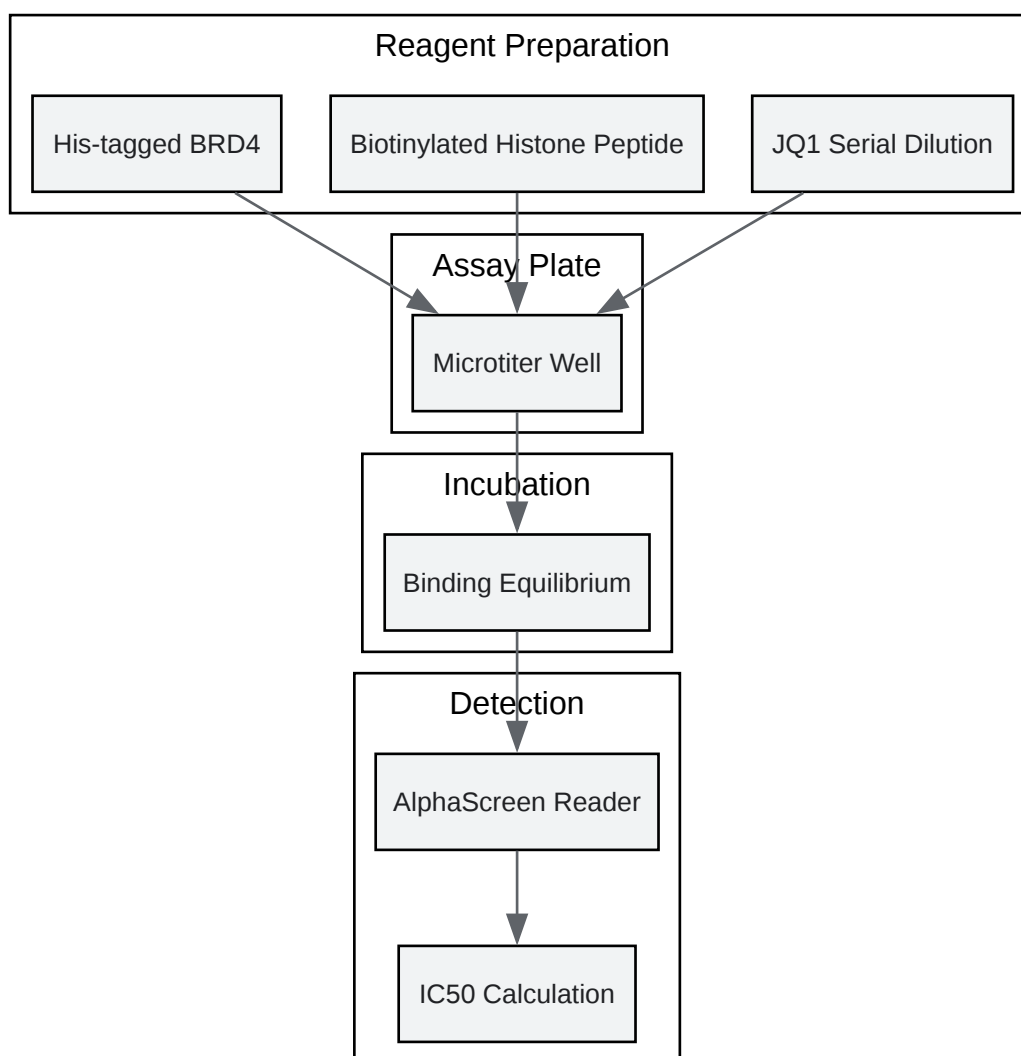 Reagent Preparation
His-tagged BRD4
Biotinylated Histone Peptide
JQ1 Serial Dilution
Assay Plate
Microtiter Well
Incubation
Binding Equilibrium
Detection
AlphaScreen Reader
IC50 Calculation